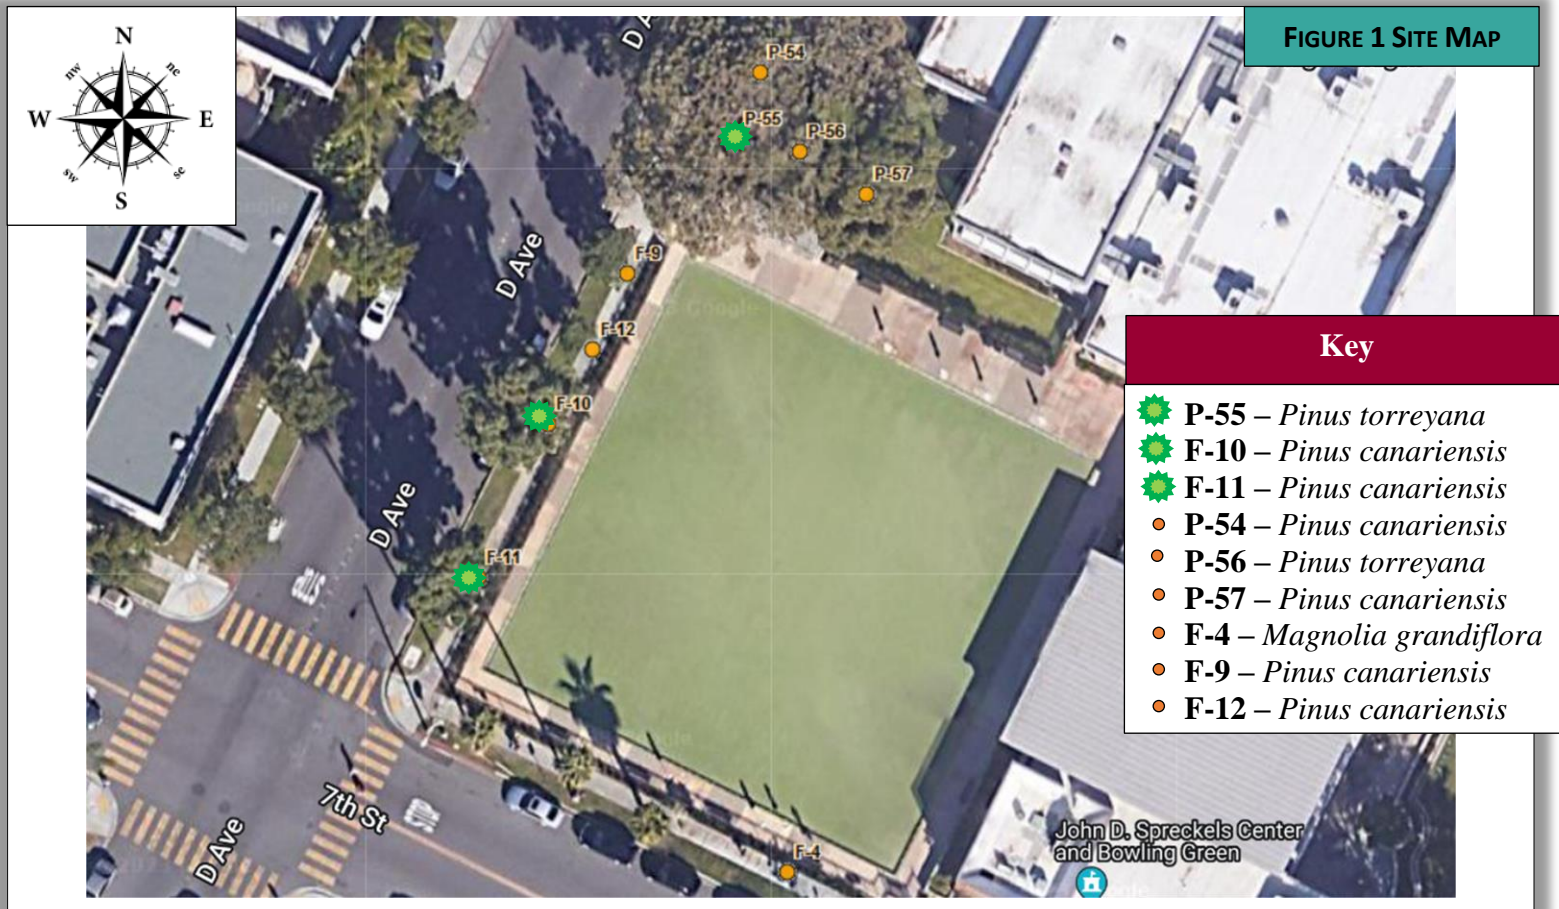 FIGURE 1 SITE MAP
N
nw
ne
W
E
sw
se
S
D A
P-54
P-55
P-56
P-57
D Ave
F-9
Google
F-12
F-10
D Ave
F-11
Key
P-55 – Pinus torreyana
F-10 – Pinus canariensis
F-11 – Pinus canariensis
P-54 – Pinus canariensis
P-56 – Pinus torreyana
P-57 – Pinus canariensis
F-4 – Magnolia grandiflora
F-9 – Pinus canariensis
F-12 – Pinus canariensis
7th St
D Ave
F-4
John D. Spreckels Center
and Bowling Green